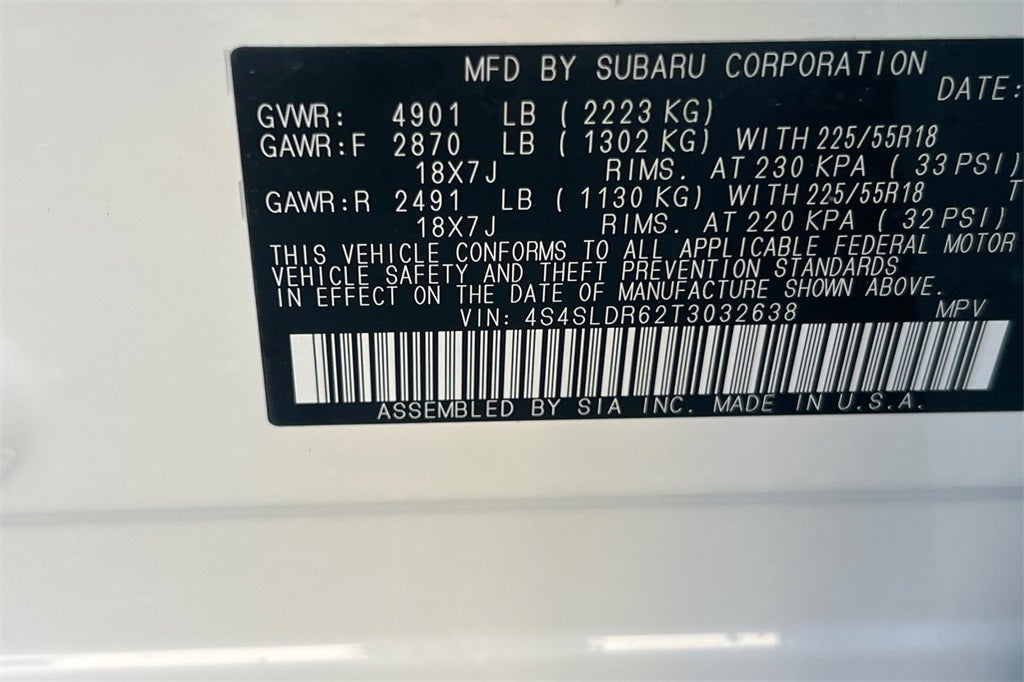 MFD BY SUBARU CORPORATION
DATE:
GVWR: 4901 LB ( 2223 KG)
GAWR:F 2870 LB ( 1302 KG) WITH 225/55R18
18X7J RIMS. AT 230 KPA ( 33 PSI)
GAWR:R 2491 LB ( 1130 KG) WITH 225/55R18
18X7J RIMS. AT 220 KPA ( 32 PSI)
THIS VEHICLE CONFORMS TO ALL APPLICABLE FEDERAL MOTOR
VEHICLE SAFETY AND THEFT PREVENTION STANDARDS
IN EFFECT ON THE DATE OF MANUFACTURE SHOWN ABOVE.
VIN: 4S4SLDR62T3032638 MPV
ASSEMBLED BY SIA INC. MADE IN U.S.A.